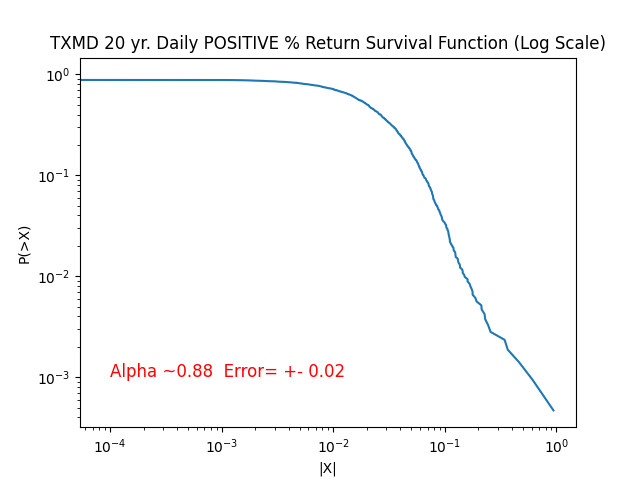 TXMD 20 yr. Daily POSITIVE % Return Survival Function (Log Scale)
P(>X)
10⁰
10⁻¹
10⁻²
10⁻³
Alpha ~0.88  Error= +- 0.02
10⁻⁴ 10⁻³ 10⁻² 10⁻¹ 10⁰
|X|